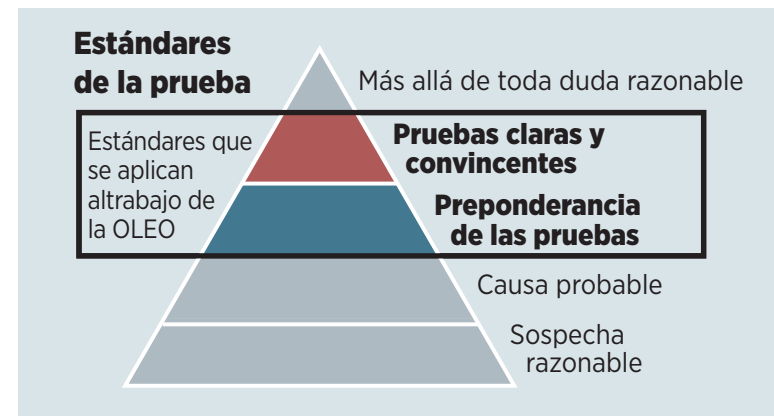 Estándares
de la prueba
Más allá de toda duda razonable
Estándares que
se aplican
altrabajo de
la OLEO
Pruebas claras y
convincentes
Preponderancia
de las pruebas
Causa probable
Sospecha
razonable